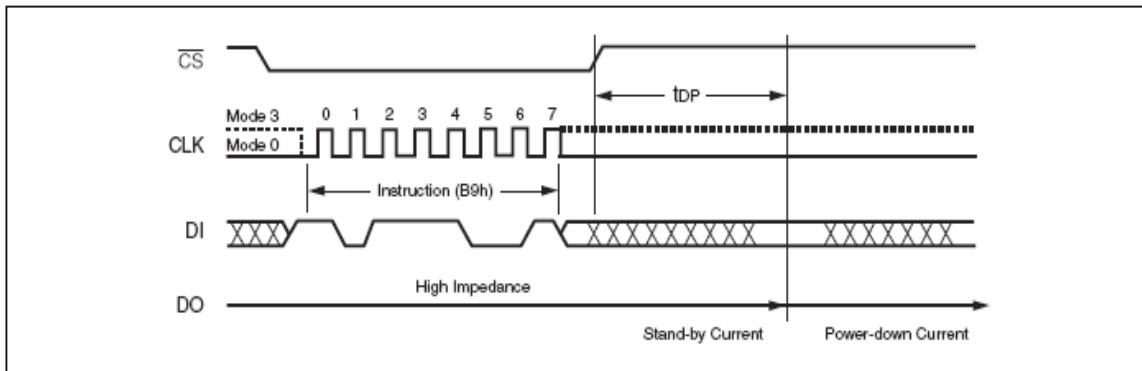 CS
tDP
Mode 3
0 1 2 3 4 5 6 7
CLK
Mode 0
Instruction (B9h)
DI
High Impedance
DO
Stand-by Current
Power-down Current